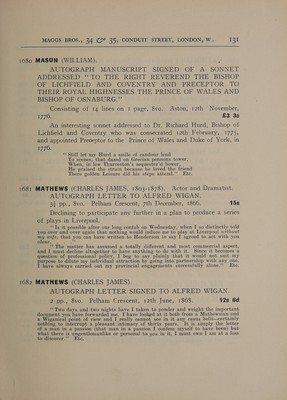 MAGGS BROS., 34 & 35, CONDUIT STREET, LONDON, W. 131
1680 MASON (WILLIAM).
AUTOGRAPH MANUSCRIPT SIGNED OF A SONNET
ADDRESSED "TO THE RIGHT REVEREND THE BISHOP
OF LICHFIELD AND COVENTRY AND PRECEPTOR TO
THEIR ROYAL HIGHNESSES THE PRINCE OF WALES AND
BISHOP OF OSNABURG."
Consisting of 14 lines on 1 page, 8vo. Aston, 12th November,
1776. £3 3s
An interesting sonnet addressed to Dr. Richard Hurd, Bishop of
Lichfield and Coventry who was consecrated 12th February, 1775,
and appointed Preceptor to the Prince of Wales and Duke of York, in
1776.
"Still let my Hurd a smile of candour lend
To scenes, that dared on Grecian pennons tower,
When, in low Thurcaston's sequester'd bower,
He praised the strain because he loved the friend
There golden Leisure did his steps attend." Etc.
1681 MATHEWS (CHARLES JAMES, 1803-1878). Actor and Dramatist.
AUTOGRAPH LETTER TO ALFRED WIGAN.
3½ pp., 8vo. Pelham Crescent, 7th December, 1866. 15s
Declining to participate any further in a plan to produce a series
of plays in Liverpool.
"Is it possible after our long confab on Wednesday, when I so distinctly told
you over and over again that nothing would induce me to play at Liverpool without
my wife, that you can have written to Henderson to say I agreed to act with you
alone.
"The matter has assumed a totally different and most commercial aspect,
and I must decline altogether to have anything to do with it. Since it becomes a
question of professional policy, I beg to say plainly that it would not suit my
purpose to dilute my individual attraction by going into partnership with any one.
I have always carried out my provincial engagements successfully alone." Etc.
1682 MATHEWS (CHARLES JAMES).
AUTOGRAPH LETTER SIGNED TO ALFRED WIGAN.
2 pp., 8vo. Pelham Crescent, 12th June, 1868. 12s 6d
"Two days and two nights have I taken to ponder and weight the important
document you have forwarded me. I have looked at it both from a Mathewsian and
a Wiganical point of view and I really cannot see in it any casus belli—certainly
nothing to interrupt a pleasant intimacy of thirty years. It is simply the letter
of a man in a passion (that man in a passion I confess myself to have been) but
what there is ungentlemanlike or personal to you in it, I must own I am at a loss
to discover." Etc.